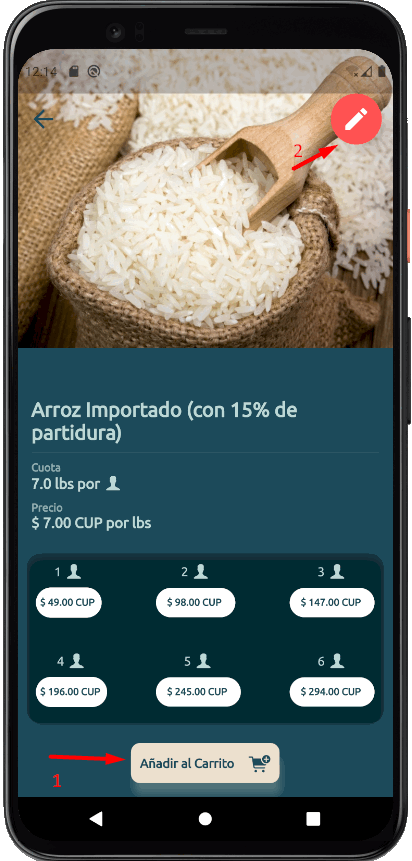 12:14
2
Arroz Importado (con 15% de
partidura)
Cuota
7.0 lbs por
Precio
$ 7.00 CUP por lbs
1 2 3
$ 49.00 CUP $ 98.00 CUP $ 147.00 CUP
4 5 6
$ 196.00 CUP $ 245.00 CUP $ 294.00 CUP
Añadir al Carrito
1